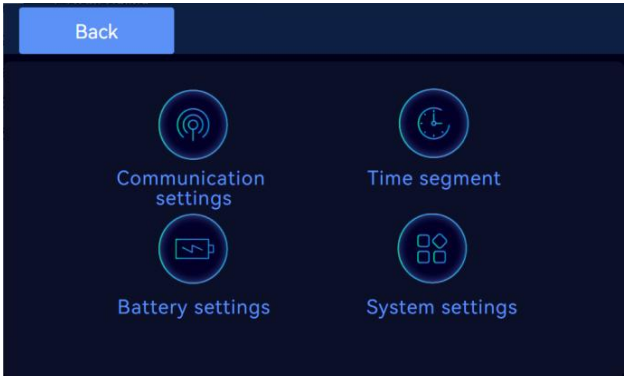 Back
Communication
settings
Time segment
Battery settings
System settings